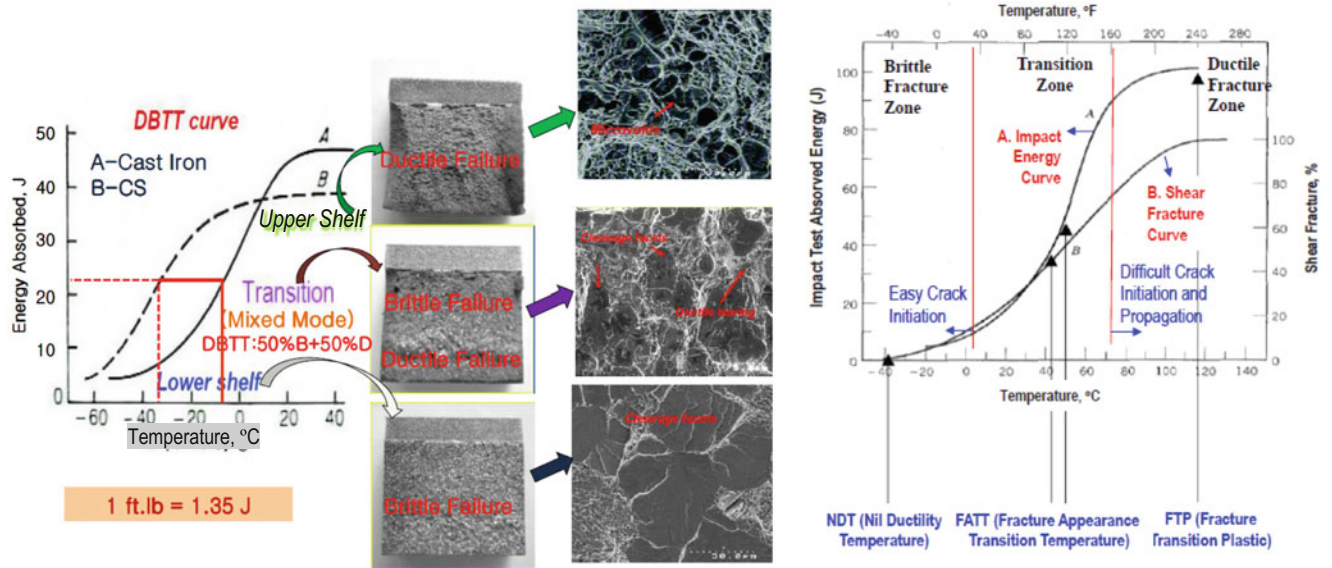 DBTT curve
A-Cast Iron
B-CS
A
B
Energy Absorbed, J
50
40
30
20
10
0
-60
-40
-20
0
20
40
Temperature, ºC
Upper Shelf
Transition
(Mixed Mode)
DBTT:50%B+50%D
Lower shelf
1 ft.lb = 1.35 J
Ductile Failure
Brittle Failure
Ductile Failure
Brittle Failure
Microvoids
Cleavage facets
Ductile tearing
Cleavage facets
Temperature, ºF
-40 0 40 80 120 160 200 240 260
Brittle
Fracture
Zone
Transition
Zone
Ductile
Fracture
Zone
Impact Test Absorbed Energy (J)
100
80
60
40
20
0
A
A. Impact
Energy
Curve
B
B. Shear
Fracture
Curve
Easy Crack
Initiation
Difficult Crack
Initiation and
Propagation
100
80
60
40
20
0
Shear Fracture, %
-40 -20 0 20 40 60 80 100 120 140
Temperature, ºC
NDT (Nil Ductility
Temperature)
FATT (Fracture Appearance
Transition Temperature)
FTP (Fracture
Transition Plastic)